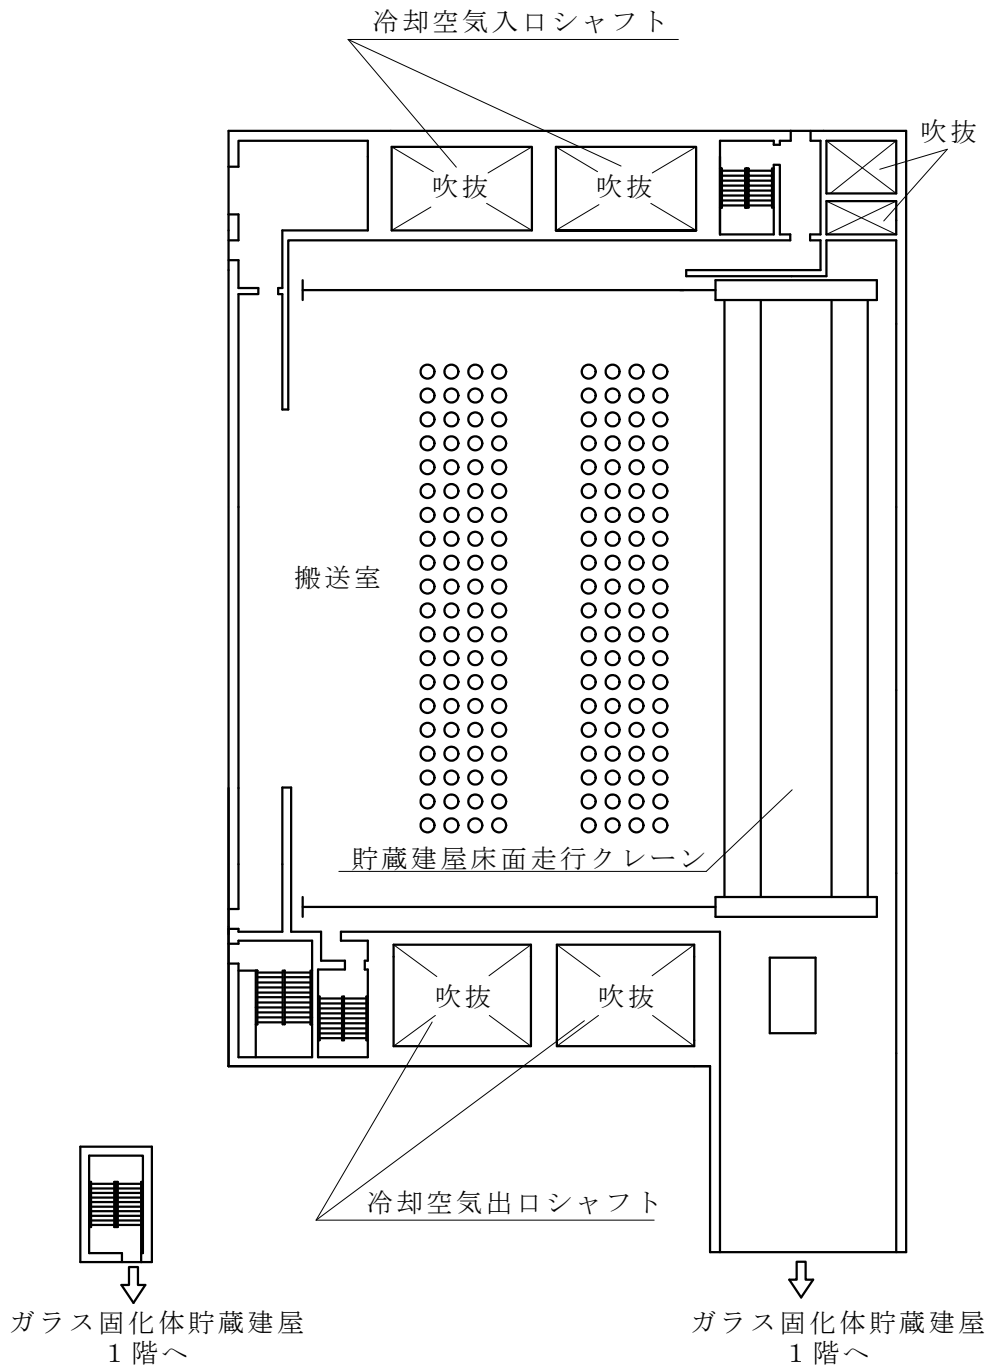 冷却空気入口シャフト
吹抜
吹抜
吹抜
搬送室
貯蔵建屋床面走行クレーン
吹抜
吹抜
冷却空気出口シャフト
ガラス固化体貯蔵建屋
1階へ
ガラス固化体貯蔵建屋
1階へ